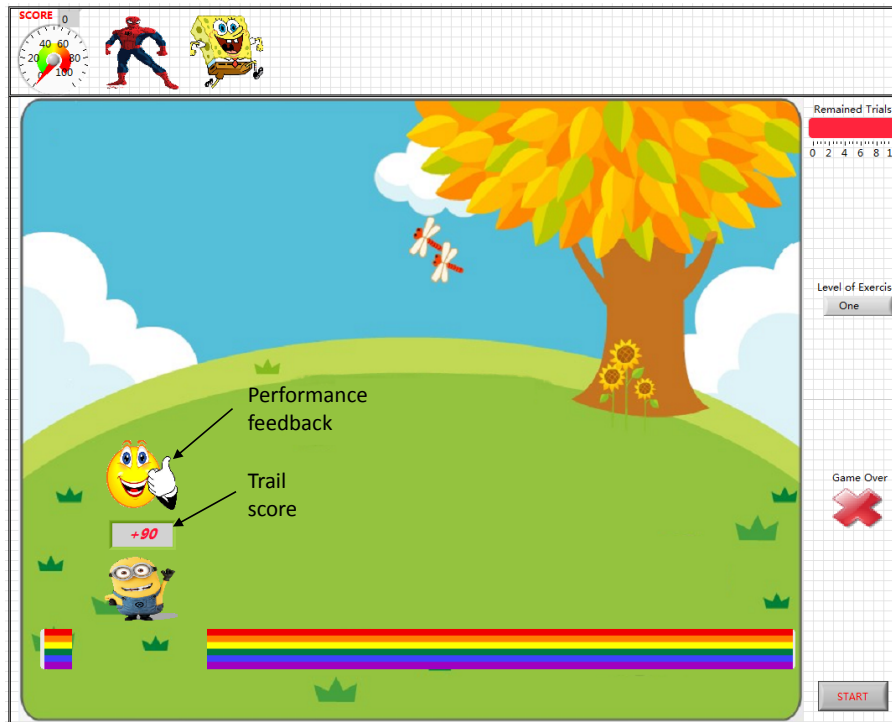 SCORE 0
40 60
20 80
0 100
Remained Trials
0 2 4 6 8 1
Level of Exercis
One
Performance
feedback
Trail
score
+90
Game Over
START